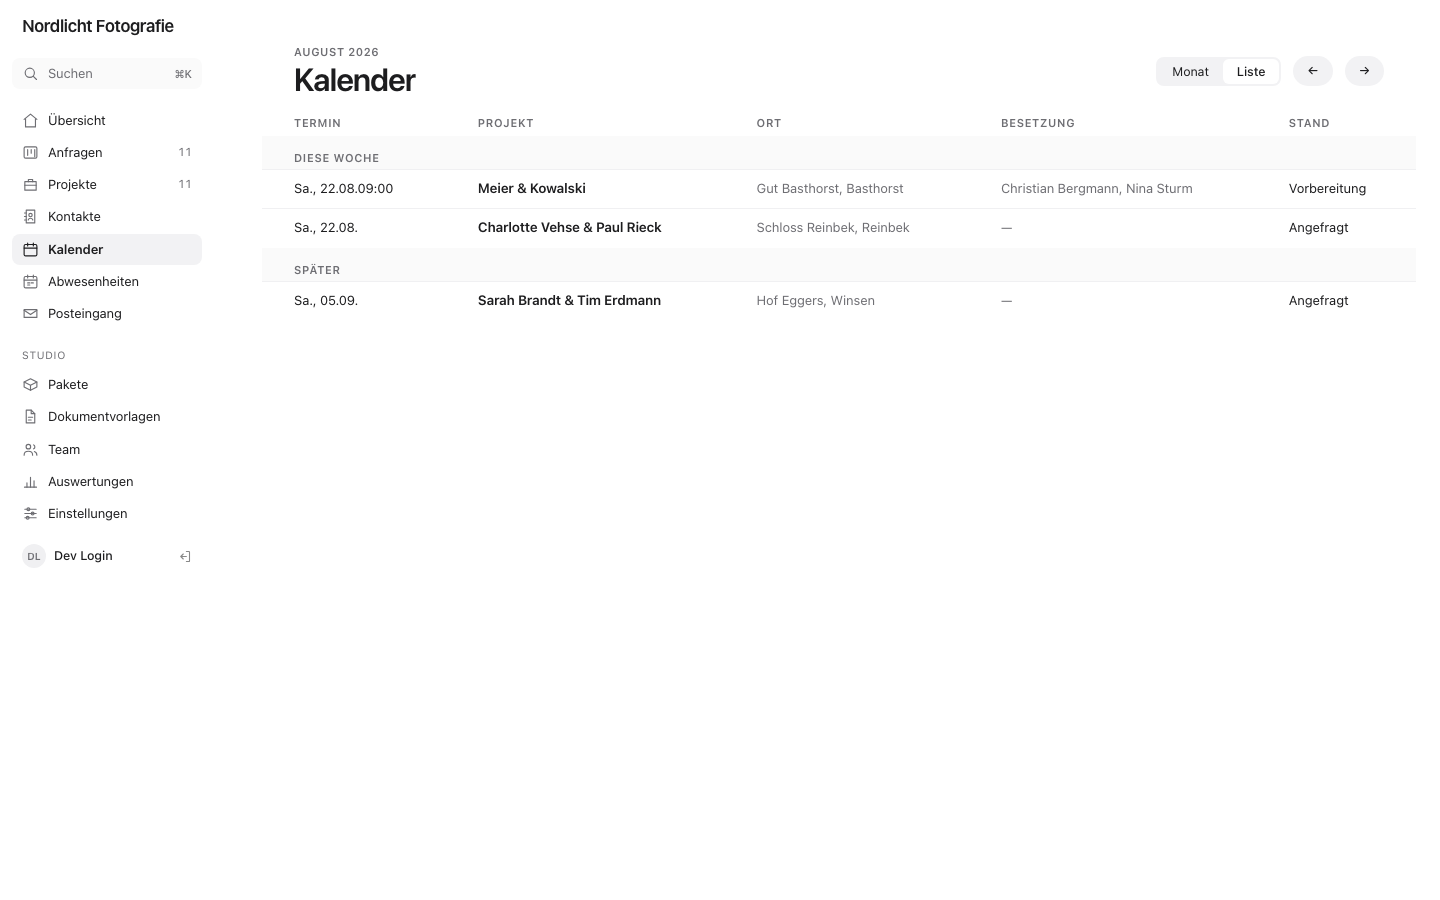 Nordlicht Fotografie
Suchen ⌘K
Übersicht
Anfragen 11
Projekte 11
Kontakte
Kalender
Abwesenheiten
Posteingang
STUDIO
Pakete
Dokumentvorlagen
Team
Auswertungen
Einstellungen
DL Dev Login
AUGUST 2026
Kalender
Monat Liste ← →
TERMIN PROJEKT ORT BESETZUNG STAND
DIESE WOCHE
Sa., 22.08.09:00 Meier & Kowalski Gut Basthorst, Basthorst Christian Bergmann, Nina Sturm Vorbereitung
Sa., 22.08. Charlotte Vehse & Paul Rieck Schloss Reinbek, Reinbek — Angefragt
SPÄTER
Sa., 05.09. Sarah Brandt & Tim Erdmann Hof Eggers, Winsen — Angefragt